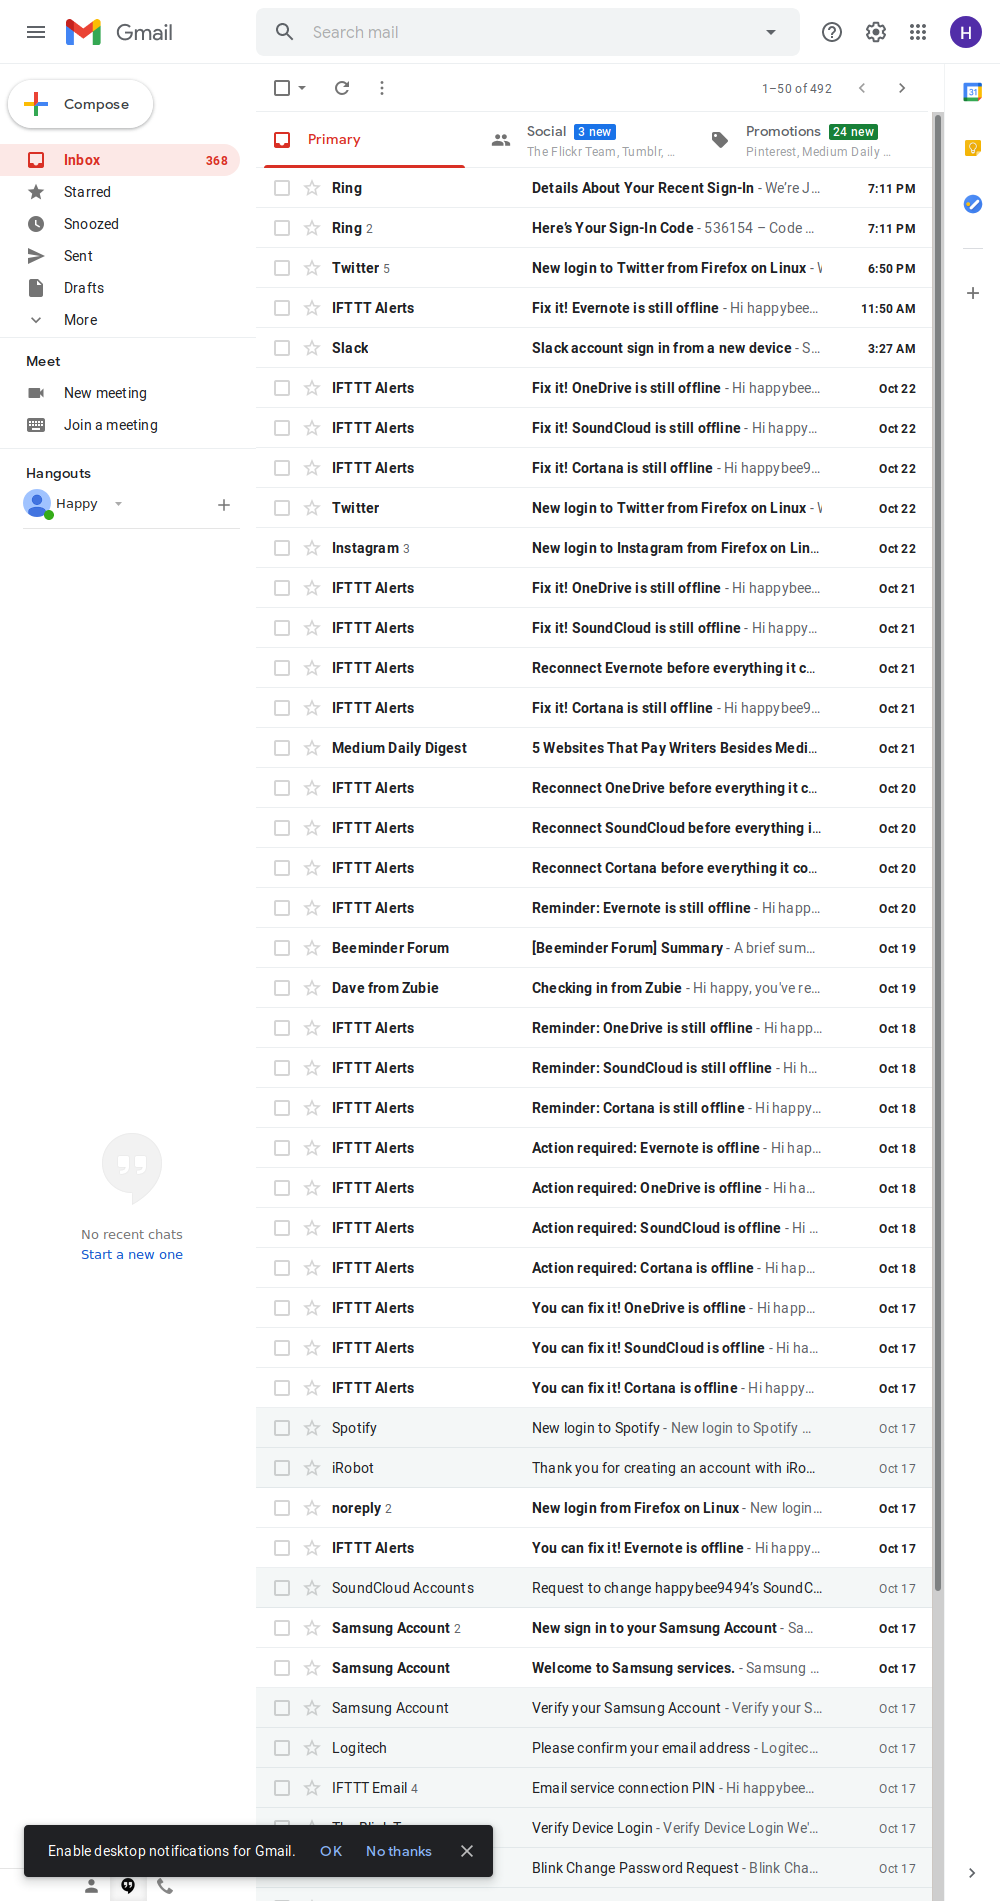 Gmail
Search mail
H
Compose
1–50 of 492
Inbox 368
Starred
Snoozed
Sent
Drafts
More
Meet
New meeting
Join a meeting
Hangouts
Happy
No recent chats
Start a new one
Primary
Social 3 new
The Flickr Team, Tumblr, ...
Promotions 24 new
Pinterest, Medium Daily ...
Ring Details About Your Recent Sign-In - We're J... 7:11 PM
Ring 2 Here's Your Sign-In Code - 536154 – Code ... 7:11 PM
Twitter 5 New login to Twitter from Firefox on Linux - 6:50 PM
IFTTT Alerts Fix it! Evernote is still offline - Hi happybee... 11:50 AM
Slack Slack account sign in from a new device - S... 3:27 AM
IFTTT Alerts Fix it! OneDrive is still offline - Hi happybee... Oct 22
IFTTT Alerts Fix it! SoundCloud is still offline - Hi happy... Oct 22
IFTTT Alerts Fix it! Cortana is still offline - Hi happybee9... Oct 22
Twitter New login to Twitter from Firefox on Linux - Oct 22
Instagram 3 New login to Instagram from Firefox on Lin... Oct 22
IFTTT Alerts Fix it! OneDrive is still offline - Hi happybee... Oct 21
IFTTT Alerts Fix it! SoundCloud is still offline - Hi happy... Oct 21
IFTTT Alerts Reconnect Evernote before everything it c... Oct 21
IFTTT Alerts Fix it! Cortana is still offline - Hi happybee9... Oct 21
Medium Daily Digest 5 Websites That Pay Writers Besides Medi... Oct 21
IFTTT Alerts Reconnect OneDrive before everything it c... Oct 20
IFTTT Alerts Reconnect SoundCloud before everything i... Oct 20
IFTTT Alerts Reconnect Cortana before everything it co... Oct 20
IFTTT Alerts Reminder: Evernote is still offline - Hi happ... Oct 20
Beeminder Forum [Beeminder Forum] Summary - A brief sum... Oct 19
Dave from Zubie Checking in from Zubie - Hi happy, you've re... Oct 19
IFTTT Alerts Reminder: OneDrive is still offline - Hi happ... Oct 18
IFTTT Alerts Reminder: SoundCloud is still offline - Hi h... Oct 18
IFTTT Alerts Reminder: Cortana is still offline - Hi happy... Oct 18
IFTTT Alerts Action required: Evernote is offline - Hi hap... Oct 18
IFTTT Alerts Action required: OneDrive is offline - Hi ha... Oct 18
IFTTT Alerts Action required: SoundCloud is offline - Hi ... Oct 18
IFTTT Alerts Action required: Cortana is offline - Hi hap... Oct 18
IFTTT Alerts You can fix it! OneDrive is offline - Hi happ... Oct 17
IFTTT Alerts You can fix it! SoundCloud is offline - Hi ha... Oct 17
IFTTT Alerts You can fix it! Cortana is offline - Hi happy... Oct 17
Spotify New login to Spotify - New login to Spotify ... Oct 17
iRobot Thank you for creating an account with iRo... Oct 17
noreply 2 New login from Firefox on Linux - New login... Oct 17
IFTTT Alerts You can fix it! Evernote is offline - Hi happy... Oct 17
SoundCloud Accounts Request to change happybee9494's SoundC... Oct 17
Samsung Account 2 New sign in to your Samsung Account - Sa... Oct 17
Samsung Account Welcome to Samsung services. - Samsung ... Oct 17
Samsung Account Verify your Samsung Account - Verify your S... Oct 17
Logitech Please confirm your email address - Logitec... Oct 17
IFTTT Email 4 Email service connection PIN - Hi happybee... Oct 17
Verify Device Login - Verify Device Login We'... Oct 17
Blink Change Password Request - Blink Cha... Oct 17
Enable desktop notifications for Gmail. OK No thanks
31